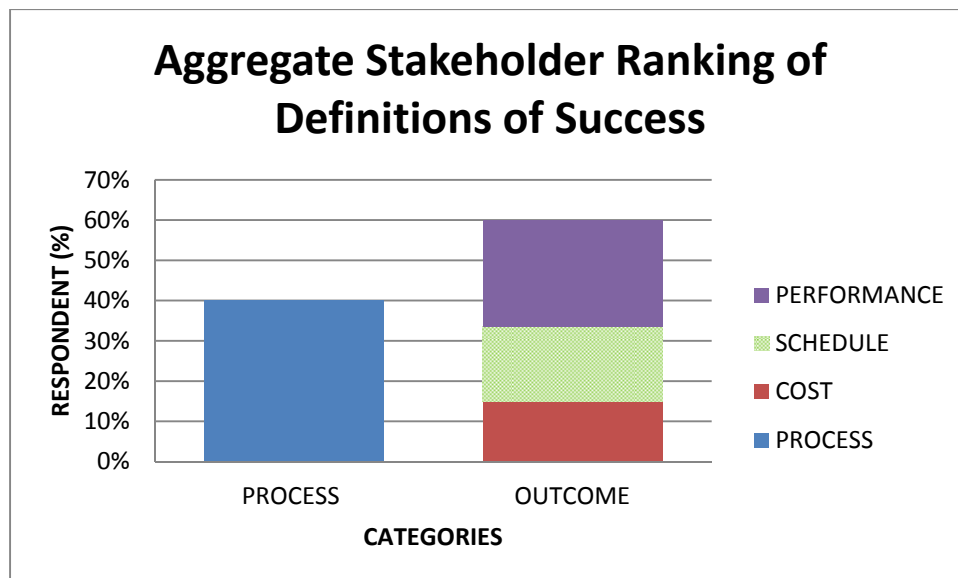 Aggregate Stakeholder Ranking of
Definitions of Success
70%
60%
50%
40%
30%
20%
10%
0%
RESPONDENT (%)
PROCESS
OUTCOME
CATEGORIES
PERFORMANCE
SCHEDULE
COST
PROCESS